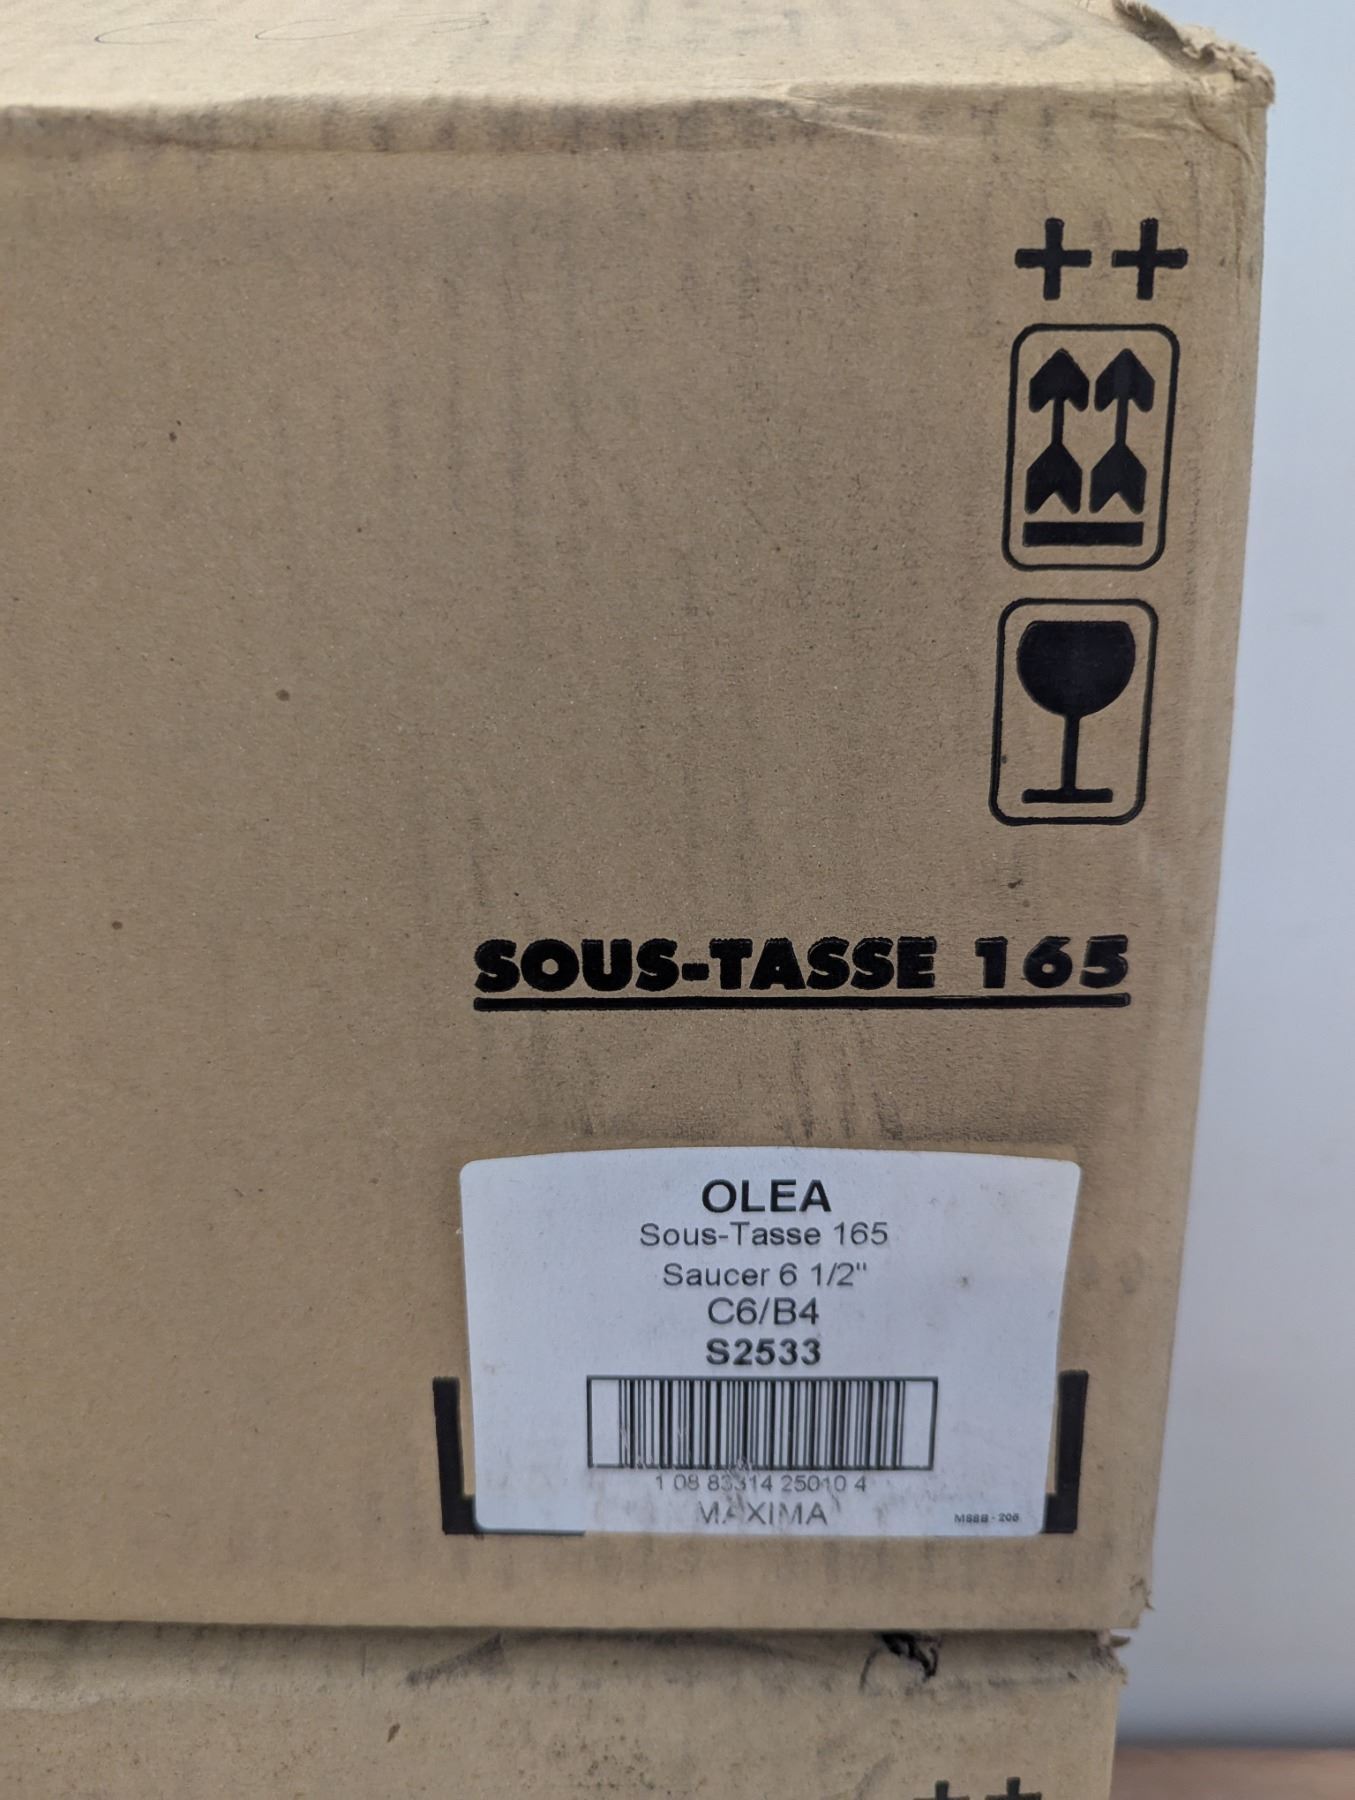 ++
SOUS-TASSE 165
OLEA
Sous-Tasse 165
Saucer 6 1/2"
C6/B4
S2533
1 08 83314 25010 4
MAXIMA